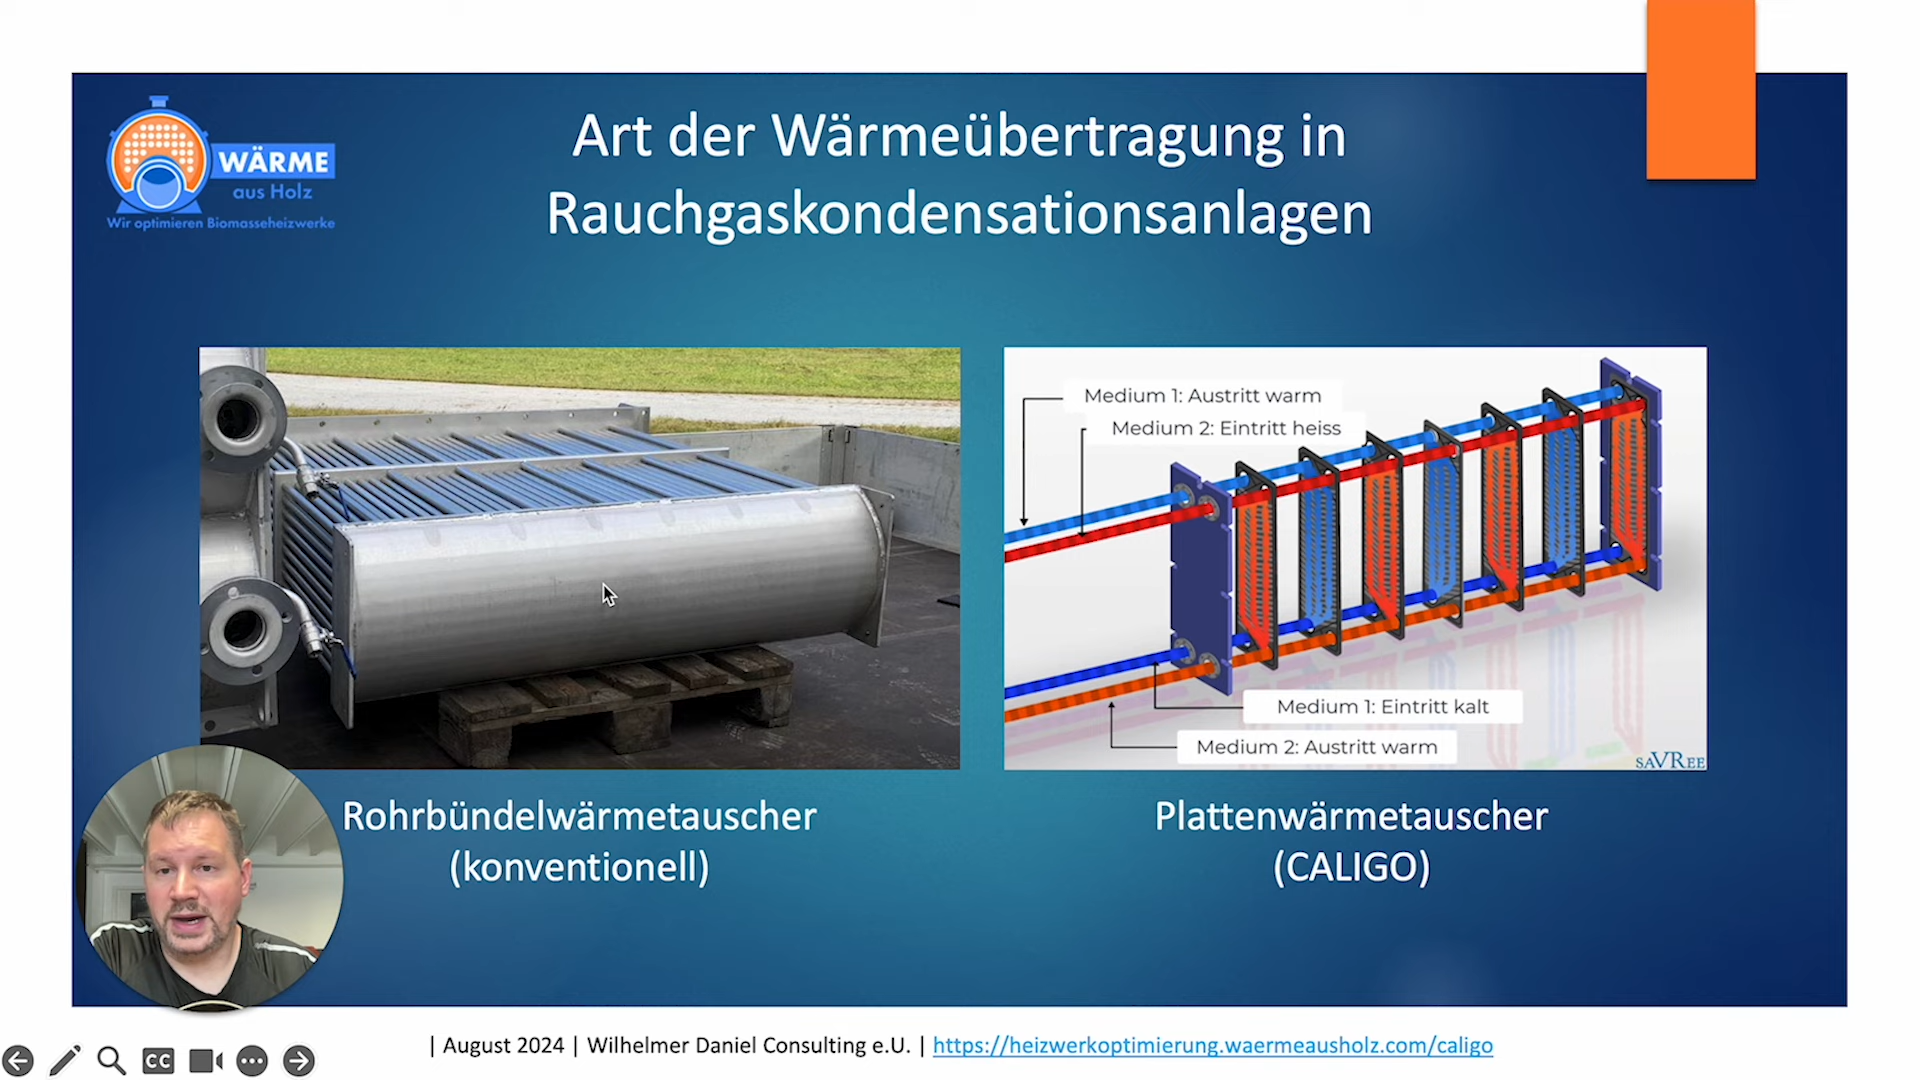 WÄRME
aus Holz
Wir optimieren Biomasseheizwerke
Art der Wärmeübertragung in
Rauchgaskondensationsanlagen
Medium 1: Austritt warm
Medium 2: Eintritt heiss
Medium 1: Eintritt kalt
Medium 2: Austritt warm
saVRee
Rohrbündelwärmetauscher
(konventionell)
Plattenwärmetauscher
(CALIGO)
CC
| August 2024 | Wilhelmer Daniel Consulting e.U. | https://heizwerkoptimierung.waermeausholz.com/caligo